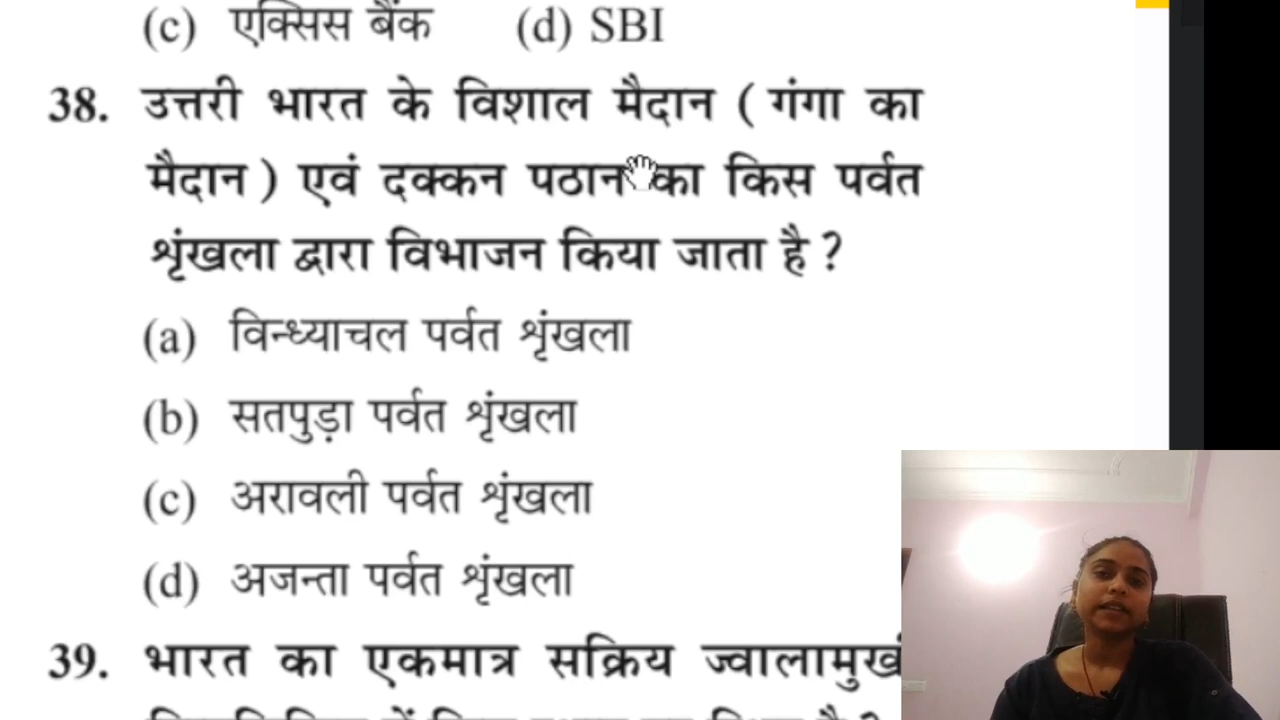 (c) एक्सिस बैंक (d) SBI
38. उत्तरी भारत के विशाल मैदान ( गंगा का
मैदान ) एवं दक्कन पठान का किस पर्वत
शृंखला द्वारा विभाजन किया जाता है ?
(a) विन्ध्याचल पर्वत शृंखला
(b) सतपुड़ा पर्वत शृंखला
(c) अरावली पर्वत शृंखला
(d) अजन्ता पर्वत शृंखला
39. भारत का एकमात्र सक्रिय